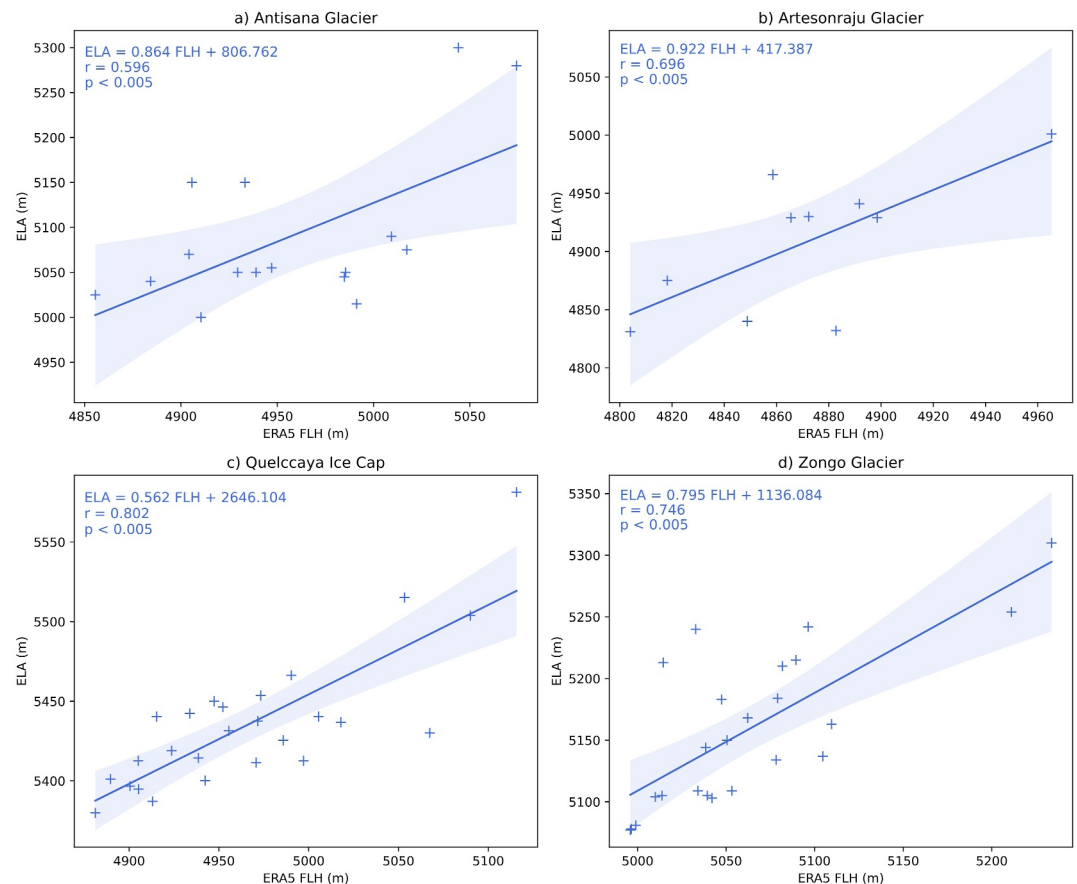 a) Antisana Glacier
ELA = 0.864 FLH + 806.762
r = 0.596
p < 0.005
ELA (m)
5300
5250
5200
5150
5100
5050
5000
4950
4850 4900 4950 5000 5050
ERA5 FLH (m)
b) Artesonraju Glacier
ELA = 0.922 FLH + 417.387
r = 0.696
p < 0.005
ELA (m)
5050
5000
4950
4900
4850
4800
4800 4820 4840 4860 4880 4900 4920 4940 4960
ERA5 FLH (m)
c) Quelccaya Ice Cap
ELA = 0.562 FLH + 2646.104
r = 0.802
p < 0.005
ELA (m)
5550
5500
5450
5400
4900 4950 5000 5050 5100
ERA5 FLH (m)
d) Zongo Glacier
ELA = 0.795 FLH + 1136.084
r = 0.746
p < 0.005
ELA (m)
5350
5300
5250
5200
5150
5100
5000 5050 5100 5150 5200
ERA5 FLH (m)